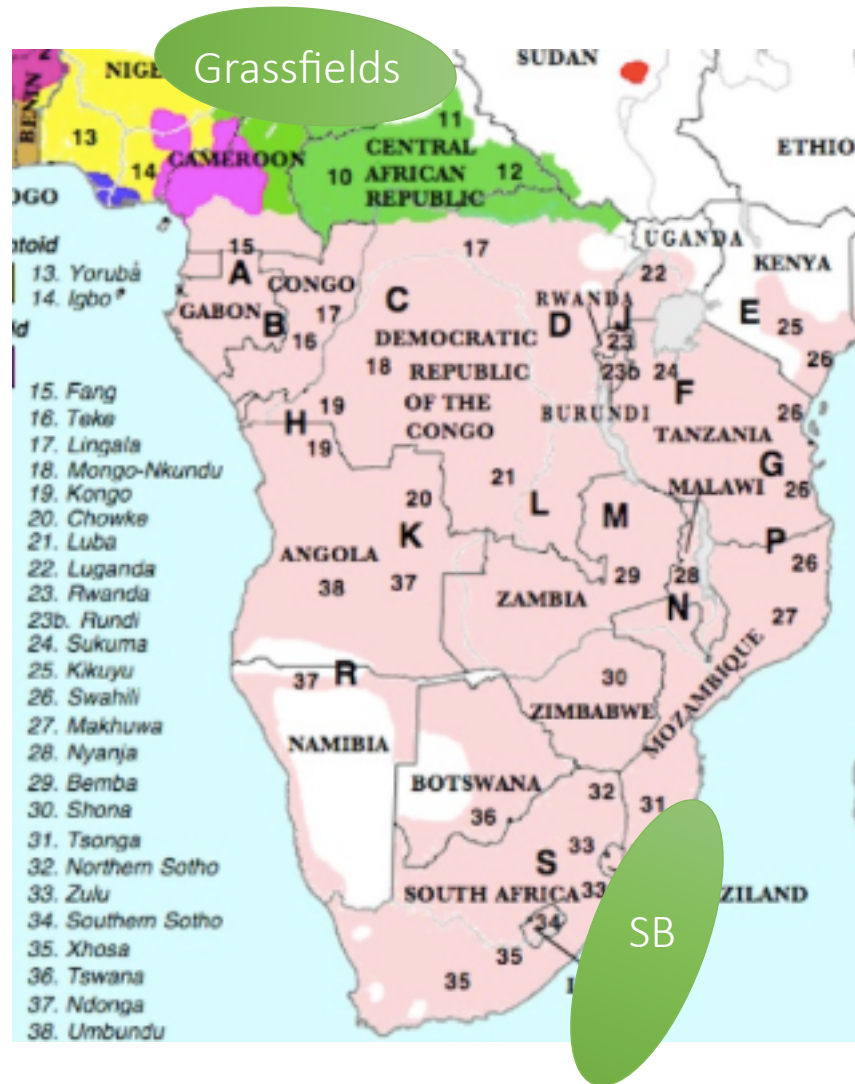 Grassfields
SUDAN
NIGE
BENIN
11
13
CENTRAL
ETHIO
14
CAMEROON
10
AFRICAN
12
REPUBLIC
OGO
UGANDA
ntoid
15
17
KENYA
13. Yorubà
A
CONGO
22
14. Igbo
GABON
C
RWANDA
E
id
B
17
D
J
25
16
DEMOCRATIC
23
26
18
REPUBLIC
23b
24
15. Fang
OF THE
F
16. Teke
19
CONGO
BURUNDI
26
17. Lingala
H
TANZANIA
18. Mongo-Nkundu
19
G
19. Kongo
21
MALAWI
26
20. Chowke
20
L
M
21. Luba
K
P
22. Luganda
ANGOLA
26
23. Rwanda
38
37
29
28
23b. Rundi
ZAMBIA
N
27
24. Sukuma
25. Kikuyu
MOZAMBIQUE
26. Swahili
37
R
30
27. Makhuwa
ZIMBABWE
28. Nyanja
NAMIBIA
29. Bemba
BOTSWANA
30. Shona
32
31
31. Tsonga
36
32. Northern Sotho
33
33. Zulu
S
34. Southern Sotho
SOUTH AFRICA
33
ZILAND
35. Xhosa
34
SB
36. Tswana
35
37. Ndonga
35
38. Umbundu